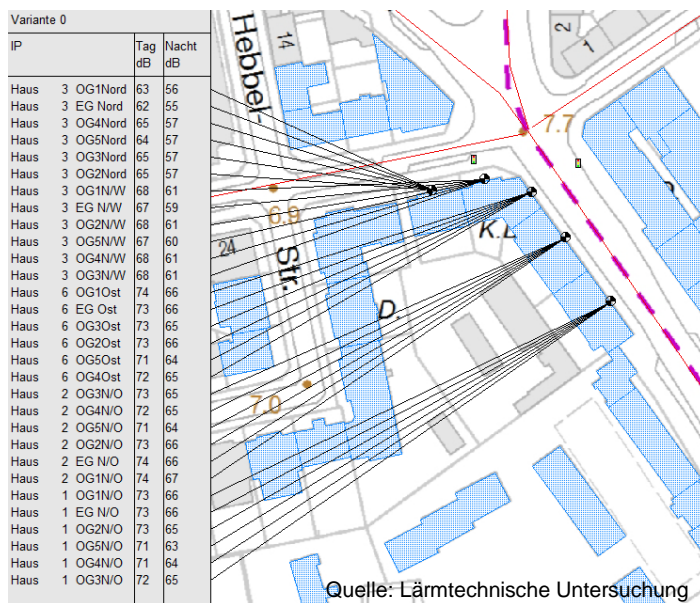 Variante 0
IP Tag Nacht
dB dB
Haus 3 OG1Nord 63 56
Haus 3 EG Nord 62 55
Haus 3 OG4Nord 65 57
Haus 3 OG5Nord 64 57
Haus 3 OG3Nord 65 57
Haus 3 OG2Nord 65 57
Haus 3 OG1N/W 68 61
Haus 3 EG N/W 67 59
Haus 3 OG2N/W 68 61
Haus 3 OG5N/W 67 60
Haus 3 OG4N/W 68 61
Haus 3 OG3N/W 68 61
Haus 6 OG1Ost 74 66
Haus 6 EG Ost 73 66
Haus 6 OG3Ost 73 65
Haus 6 OG2Ost 73 66
Haus 6 OG5Ost 71 64
Haus 6 OG4Ost 72 65
Haus 2 OG3N/O 73 65
Haus 2 OG4N/O 72 65
Haus 2 OG5N/O 71 64
Haus 2 OG2N/O 73 66
Haus 2 EG N/O 74 66
Haus 2 OG1N/O 74 67
Haus 1 OG1N/O 73 66
Haus 1 EG N/O 73 66
Haus 1 OG2N/O 73 65
Haus 1 OG5N/O 71 63
Haus 1 OG4N/O 71 64
Haus 1 OG3N/O 72 65
Hebbel-
14
2
1
7.7
6.9
24
Str.
D.
7.0
Quelle: Lärmtechnische Untersuchung